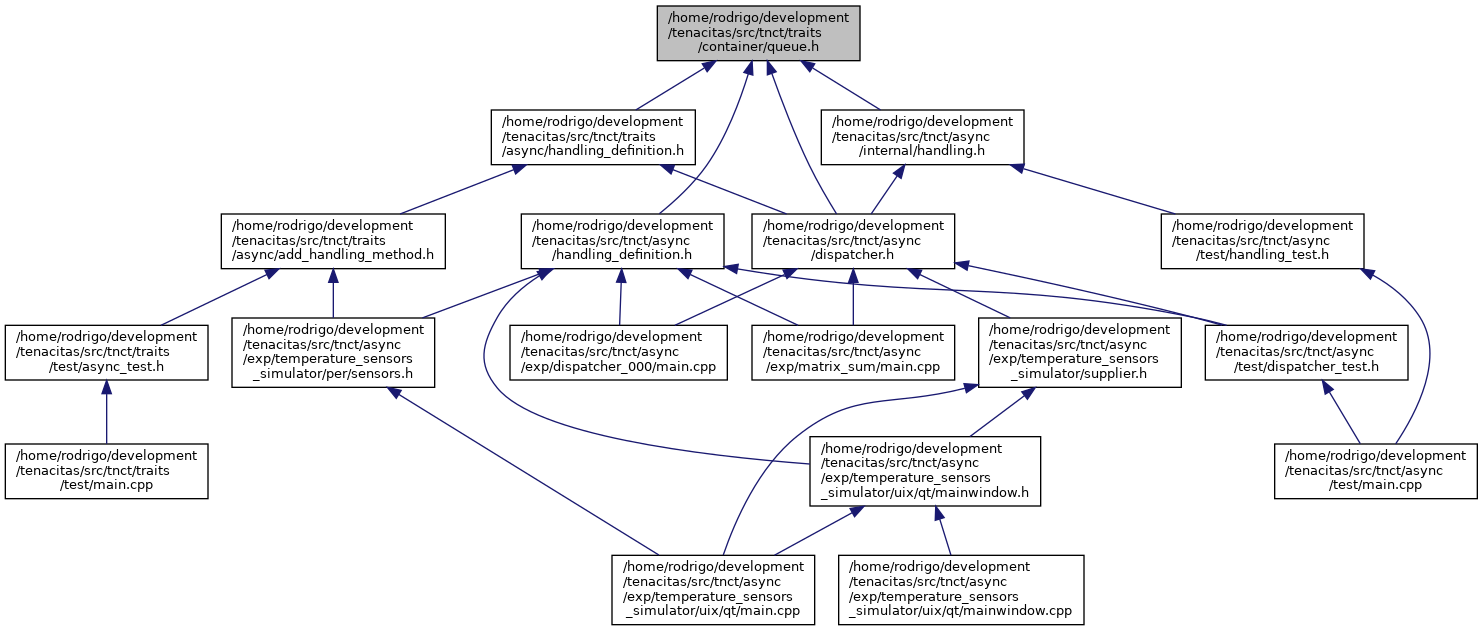 /home/rodrigo/development
/tenacitas/src/tnct/traits
/container/queue.h
/home/rodrigo/development
/tenacitas/src/tnct/traits
/async/handling_definition.h
/home/rodrigo/development
/tenacitas/src/tnct/async
/internal/handling.h
/home/rodrigo/development
/tenacitas/src/tnct/traits
/async/add_handling_method.h
/home/rodrigo/development
/tenacitas/src/tnct/async
/handling_definition.h
/home/rodrigo/development
/tenacitas/src/tnct/async
/dispatcher.h
/home/rodrigo/development
/tenacitas/src/tnct/async
/test/handling_test.h
/home/rodrigo/development
/tenacitas/src/tnct/traits
/test/async_test.h
/home/rodrigo/development
/tenacitas/src/tnct/async
/exp/temperature_sensors
_simulator/per/sensors.h
/home/rodrigo/development
/tenacitas/src/tnct/async
/exp/dispatcher_000/main.cpp
/home/rodrigo/development
/tenacitas/src/tnct/async
/exp/matrix_sum/main.cpp
/home/rodrigo/development
/tenacitas/src/tnct/async
/exp/temperature_sensors
_simulator/supplier.h
/home/rodrigo/development
/tenacitas/src/tnct/async
/test/dispatcher_test.h
/home/rodrigo/development
/tenacitas/src/tnct/traits
/test/main.cpp
/home/rodrigo/development
/tenacitas/src/tnct/async
/exp/temperature_sensors
_simulator/uix/qt/mainwindow.h
/home/rodrigo/development
/tenacitas/src/tnct/async
/test/main.cpp
/home/rodrigo/development
/tenacitas/src/tnct/async
/exp/temperature_sensors
_simulator/uix/qt/main.cpp
/home/rodrigo/development
/tenacitas/src/tnct/async
/exp/temperature_sensors
_simulator/uix/qt/mainwindow.cpp